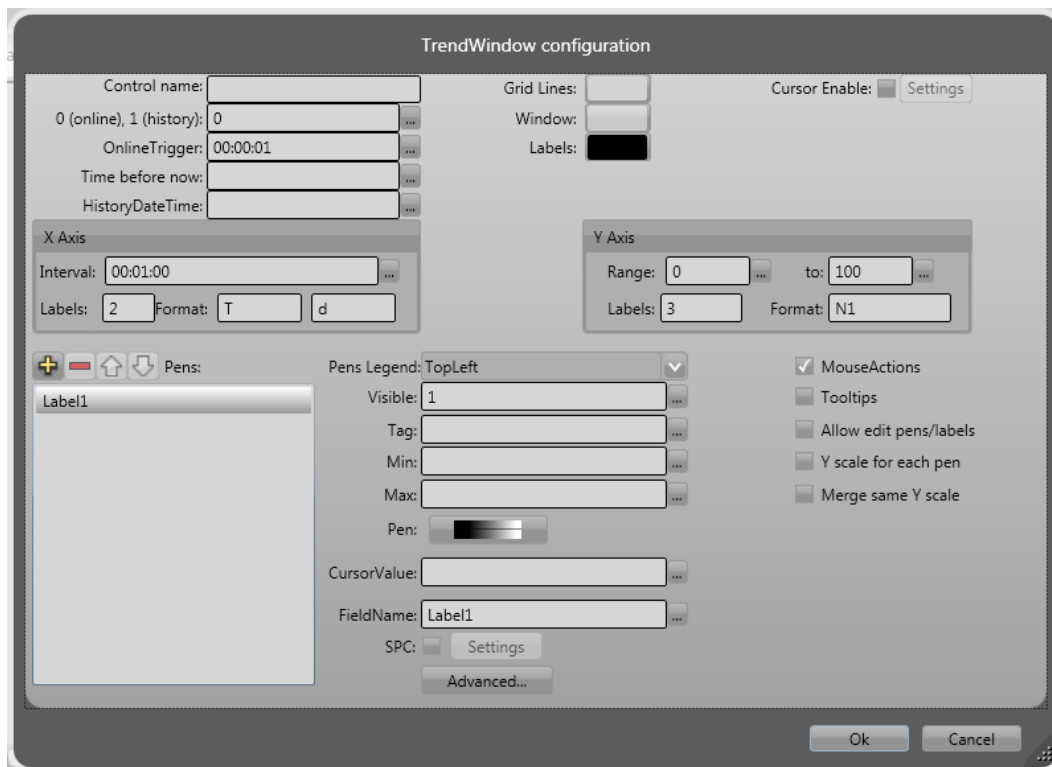 TrendWindow configuration
Control name:
Grid Lines:
Cursor Enable: Settings
0 (online), 1 (history): 0 ...
Window:
OnlineTrigger: 00:00:01 ...
Labels:
Time before now: ...
HistoryDateTime: ...
X Axis
Interval: 00:01:00 ...
Labels: 2 Format: T d
Y Axis
Range: 0 ... to: 100 ...
Labels: 3 Format: N1
Pens:
Label1
Pens Legend: TopLeft
Visible: 1 ...
Tag: ...
Min: ...
Max: ...
Pen:
CursorValue: ...
FieldName: Label1 ...
SPC: Settings
Advanced...
MouseActions
Tooltips
Allow edit pens/labels
Y scale for each pen
Merge same Y scale
Ok Cancel